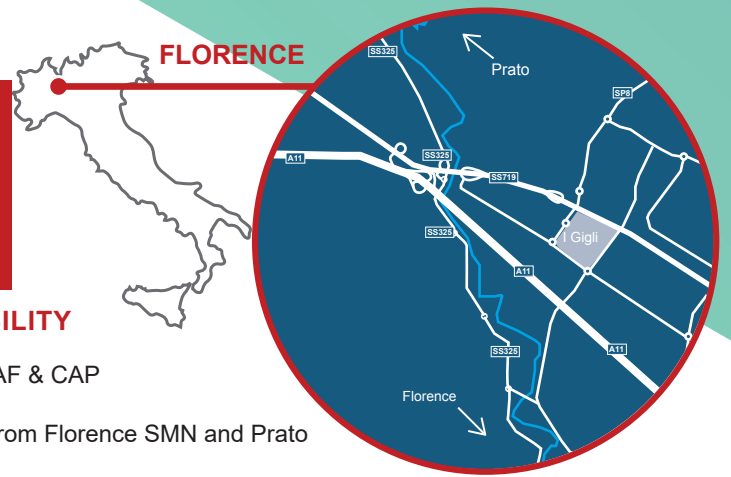 FLORENCE
SS325
Prato
SP8
A11
SS325
SS719
SS325
I Gigli
A11
A11
SS325
Florence
ILITY
AF & CAP
rom Florence SMN and Prato